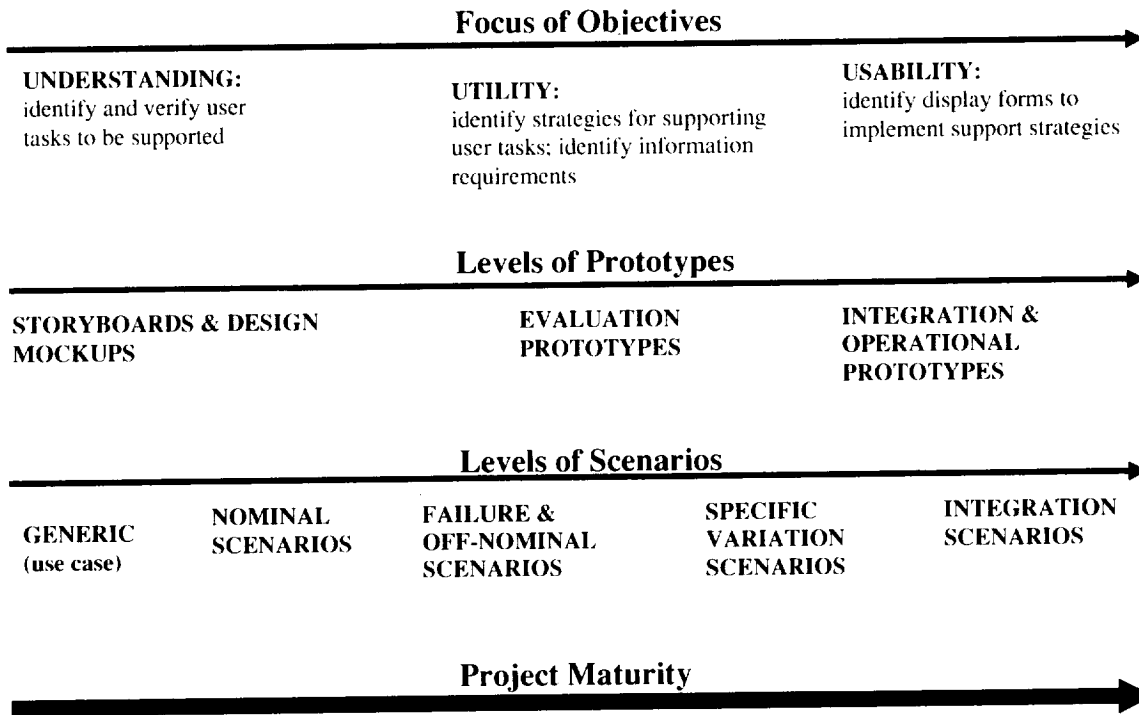 Focus of Objectives
UNDERSTANDING:
identify and verify user
tasks to be supported
UTILITY:
identify strategies for supporting
user tasks; identify information
requirements
USABILITY:
identify display forms to
implement support strategies
Levels of Prototypes
STORYBOARDS & DESIGN
MOCKUPS
EVALUATION
PROTOTYPES
INTEGRATION &
OPERATIONAL
PROTOTYPES
Levels of Scenarios
GENERIC
(use case)
NOMINAL
SCENARIOS
FAILURE &
OFF-NOMINAL
SCENARIOS
SPECIFIC
VARIATION
SCENARIOS
INTEGRATION
SCENARIOS
Project Maturity